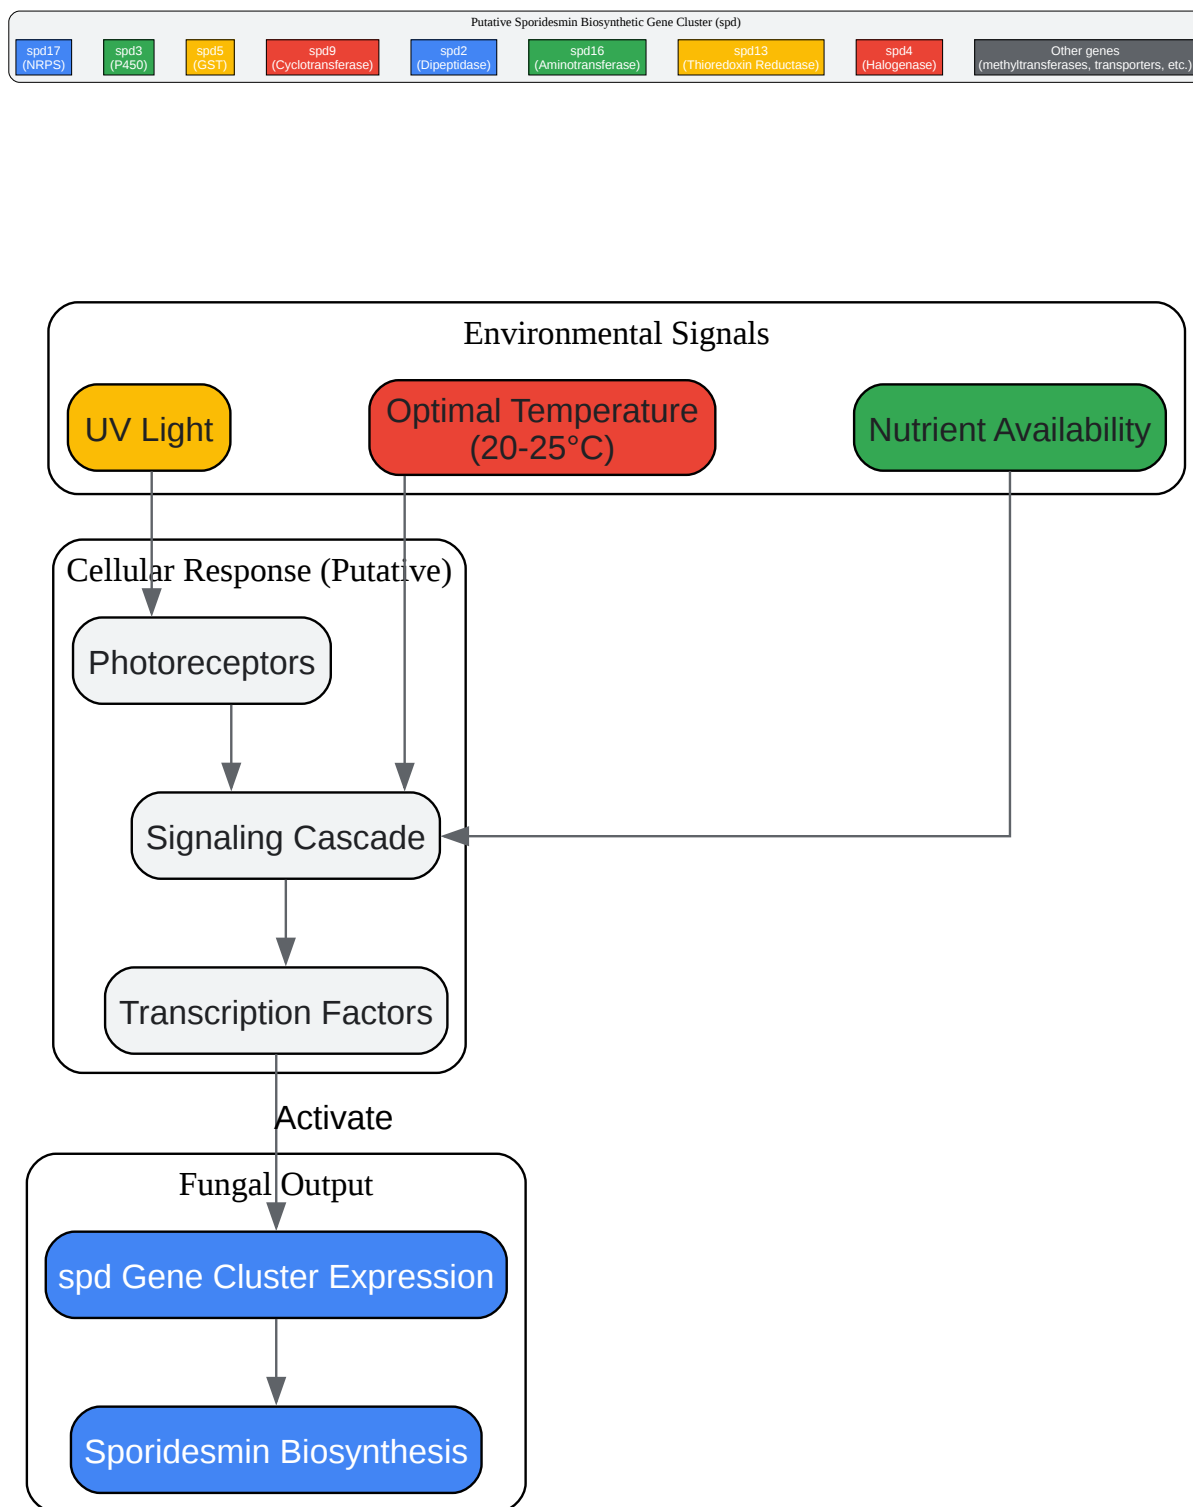 Putative Sporidesmin Biosynthetic Gene Cluster (spd)
spd17
(NRPS)
spd3
(P450)
spd5
(GST)
spd9
(Cyclotransferase)
spd2
(Dipeptidase)
spd16
(Aminotransferase)
spd13
(Thioredoxin Reductase)
spd4
(Halogenase)
Other genes
(methyltransferases, transporters, etc.)
Environmental Signals
UV Light
Optimal Temperature
(20-25°C)
Nutrient Availability
Cellular Response (Putative)
Photoreceptors
Signaling Cascade
Transcription Factors
Activate
Fungal Output
spd Gene Cluster Expression
Sporidesmin Biosynthesis